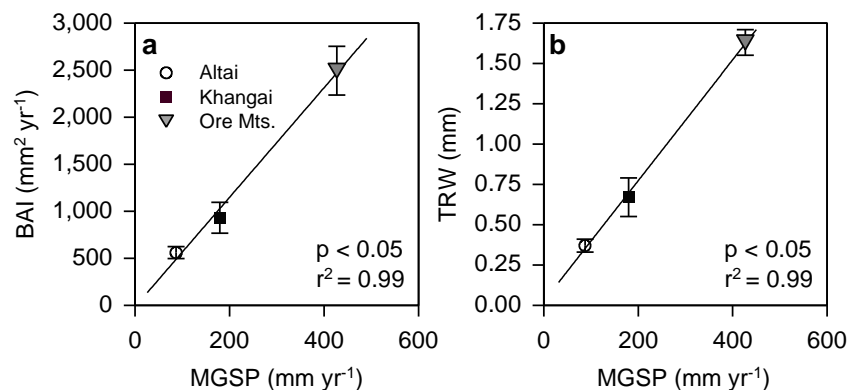 a
Altai
Khangai
Ore Mts.
3,000
2,500
2,000
1,500
1,000
500
0
BAI (mm² yr⁻¹)
p < 0.05
r² = 0.99
0 200 400 600
MGSP (mm yr⁻¹)
b
1.75
1.50
1.25
1.00
0.75
0.50
0.25
0.00
TRW (mm)
p < 0.05
r² = 0.99
0 200 400 600
MGSP (mm yr⁻¹)